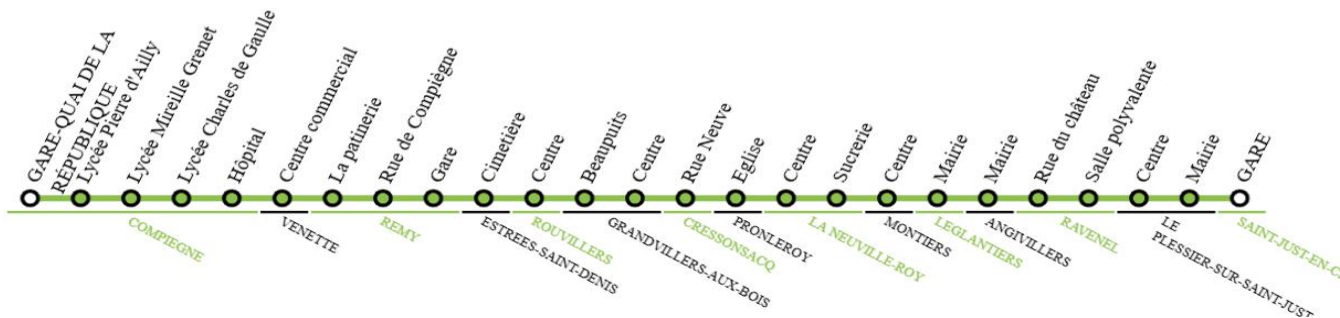 GARE-QUAI DE LA
RÉPUBLIQUE
Lycée Pierre d'Ailly
Lycée Mireille Grenet
Lycée Charles de Gaulle
Hôpital
Centre commercial
La patinerie
Rue de Compiègne
Gare
Cimetière
Centre
Beaupuits
Centre
Rue Neuve
Eglise
Centre
Sucrerie
Centre
Mairie
Mairie
Rue du château
Salle polyvalente
Centre
Mairie
GARE
COMPIEGNE
VENETTE
REMY
ESTREES-SAINT-DENIS
ROUVILLERS
GRANDVILLERS-AUX-BOIS
CRESSONSACQ
PRONLEROY
LA NEUVILLE-ROY
MONTIERS
LEGLANTIERS
ANGIVILLERS
RAVENEL
LE
PLESSIER-SUR-SAINT-JUST
SAINT-JUST-EN-C